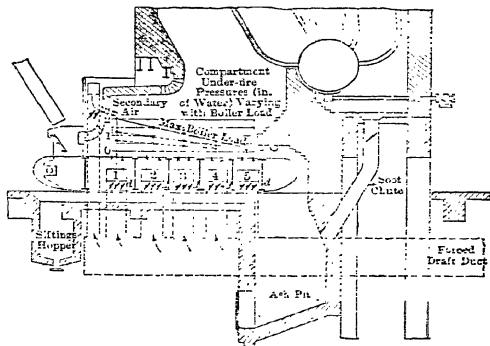 Compartment
Under-fire
Pressures (in.
of Water) Varying
with Boiler Load
Secondary
Air
Max. Boiler Load
0
1
2
3
4
5
Siftings
Hopper
Soot
Chute
Forced
Draft Duct
Ash Pit